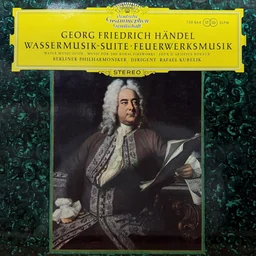 Deutsche
Grammophon
Gesellschaft
GEORG FRIEDRICH HÄNDEL
WASSERMUSIK-SUITE · FEUERWERKSMUSIK
BERLINER PHILHARMONIKER · DIRIGENT: RAFAEL KUBELIK
STEREO